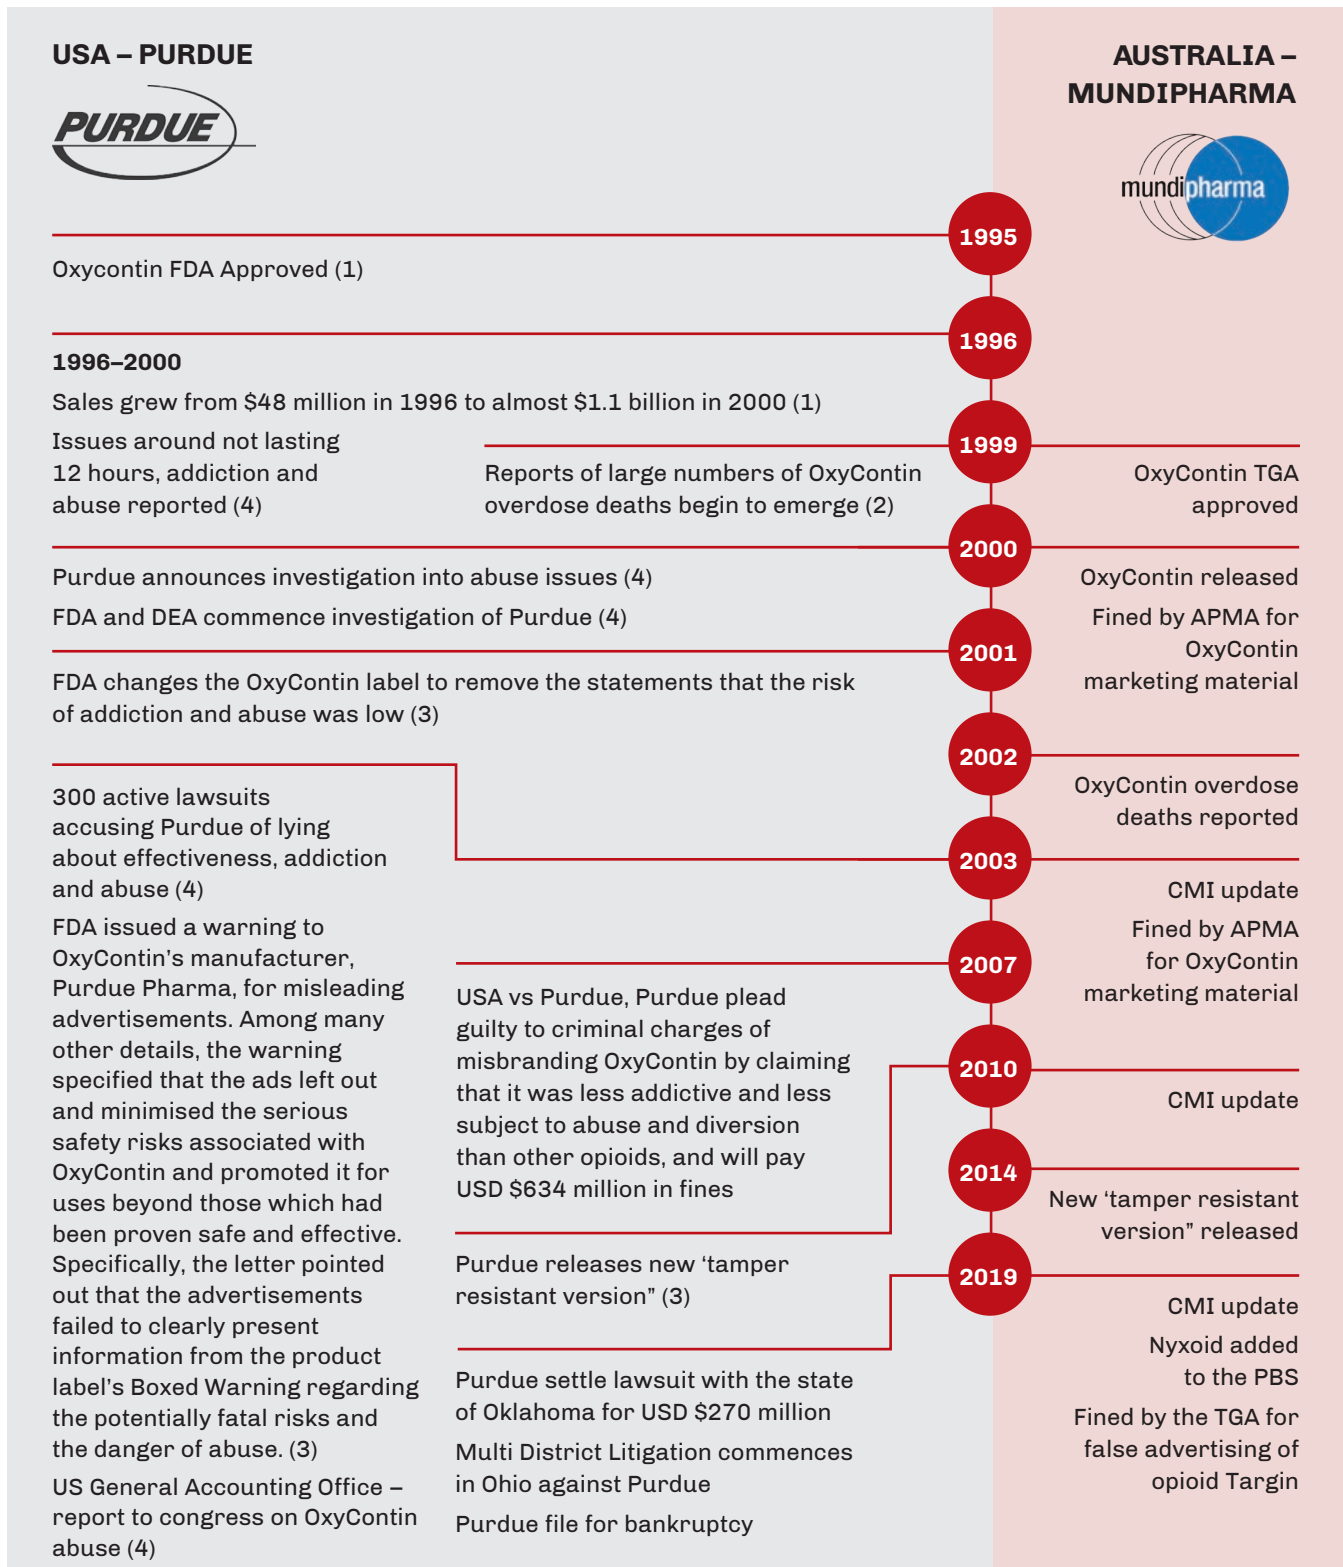 USA – PURDUE
PURDUE
AUSTRALIA –
MUNDIPHARMA
mundipharma
1995
Oxycontin FDA Approved (1)
1996
1996–2000
Sales grew from $48 million in 1996 to almost $1.1 billion in 2000 (1)
Issues around not lasting
12 hours, addiction and
abuse reported (4)
1999
Reports of large numbers of OxyContin
overdose deaths begin to emerge (2)
OxyContin TGA
approved
2000
Purdue announces investigation into abuse issues (4)
FDA and DEA commence investigation of Purdue (4)
OxyContin released
Fined by APMA for
OxyContin
marketing material
2001
FDA changes the OxyContin label to remove the statements that the risk
of addiction and abuse was low (3)
2002
OxyContin overdose
deaths reported
2003
300 active lawsuits
accusing Purdue of lying
about effectiveness, addiction
and abuse (4)
FDA issued a warning to
OxyContin’s manufacturer,
Purdue Pharma, for misleading
advertisements. Among many
other details, the warning
specified that the ads left out
and minimised the serious
safety risks associated with
OxyContin and promoted it for
uses beyond those which had
been proven safe and effective.
Specifically, the letter pointed
out that the advertisements
failed to clearly present
information from the product
label’s Boxed Warning regarding
the potentially fatal risks and
the danger of abuse. (3)
US General Accounting Office –
report to congress on OxyContin
abuse (4)
CMI update
Fined by APMA
for OxyContin
marketing material
2007
USA vs Purdue, Purdue plead
guilty to criminal charges of
misbranding OxyContin by claiming
that it was less addictive and less
subject to abuse and diversion
than other opioids, and will pay
USD $634 million in fines
2010
Purdue releases new ‘tamper
resistant version” (3)
CMI update
2014
New ‘tamper resistant
version” released
2019
Purdue settle lawsuit with the state
of Oklahoma for USD $270 million
Multi District Litigation commences
in Ohio against Purdue
Purdue file for bankruptcy
CMI update
Nyxoid added
to the PBS
Fined by the TGA for
false advertising of
opioid Targin